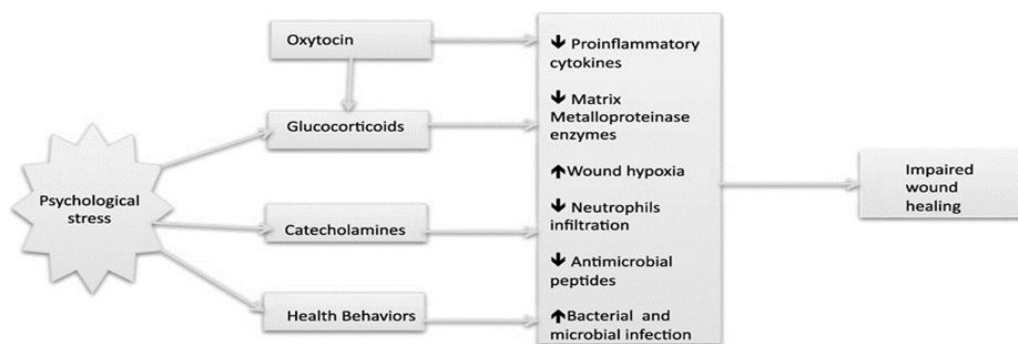 Oxytocin
Glucocorticoids
Psychological
stress
Catecholamines
Health Behaviors
↓ Proinflammatory
cytokines
↓ Matrix
Metalloproteinase
enzymes
↑Wound hypoxia
↓ Neutrophils
infiltration
↓ Antimicrobial
peptides
↑Bacterial and
microbial infection
Impaired
wound
healing